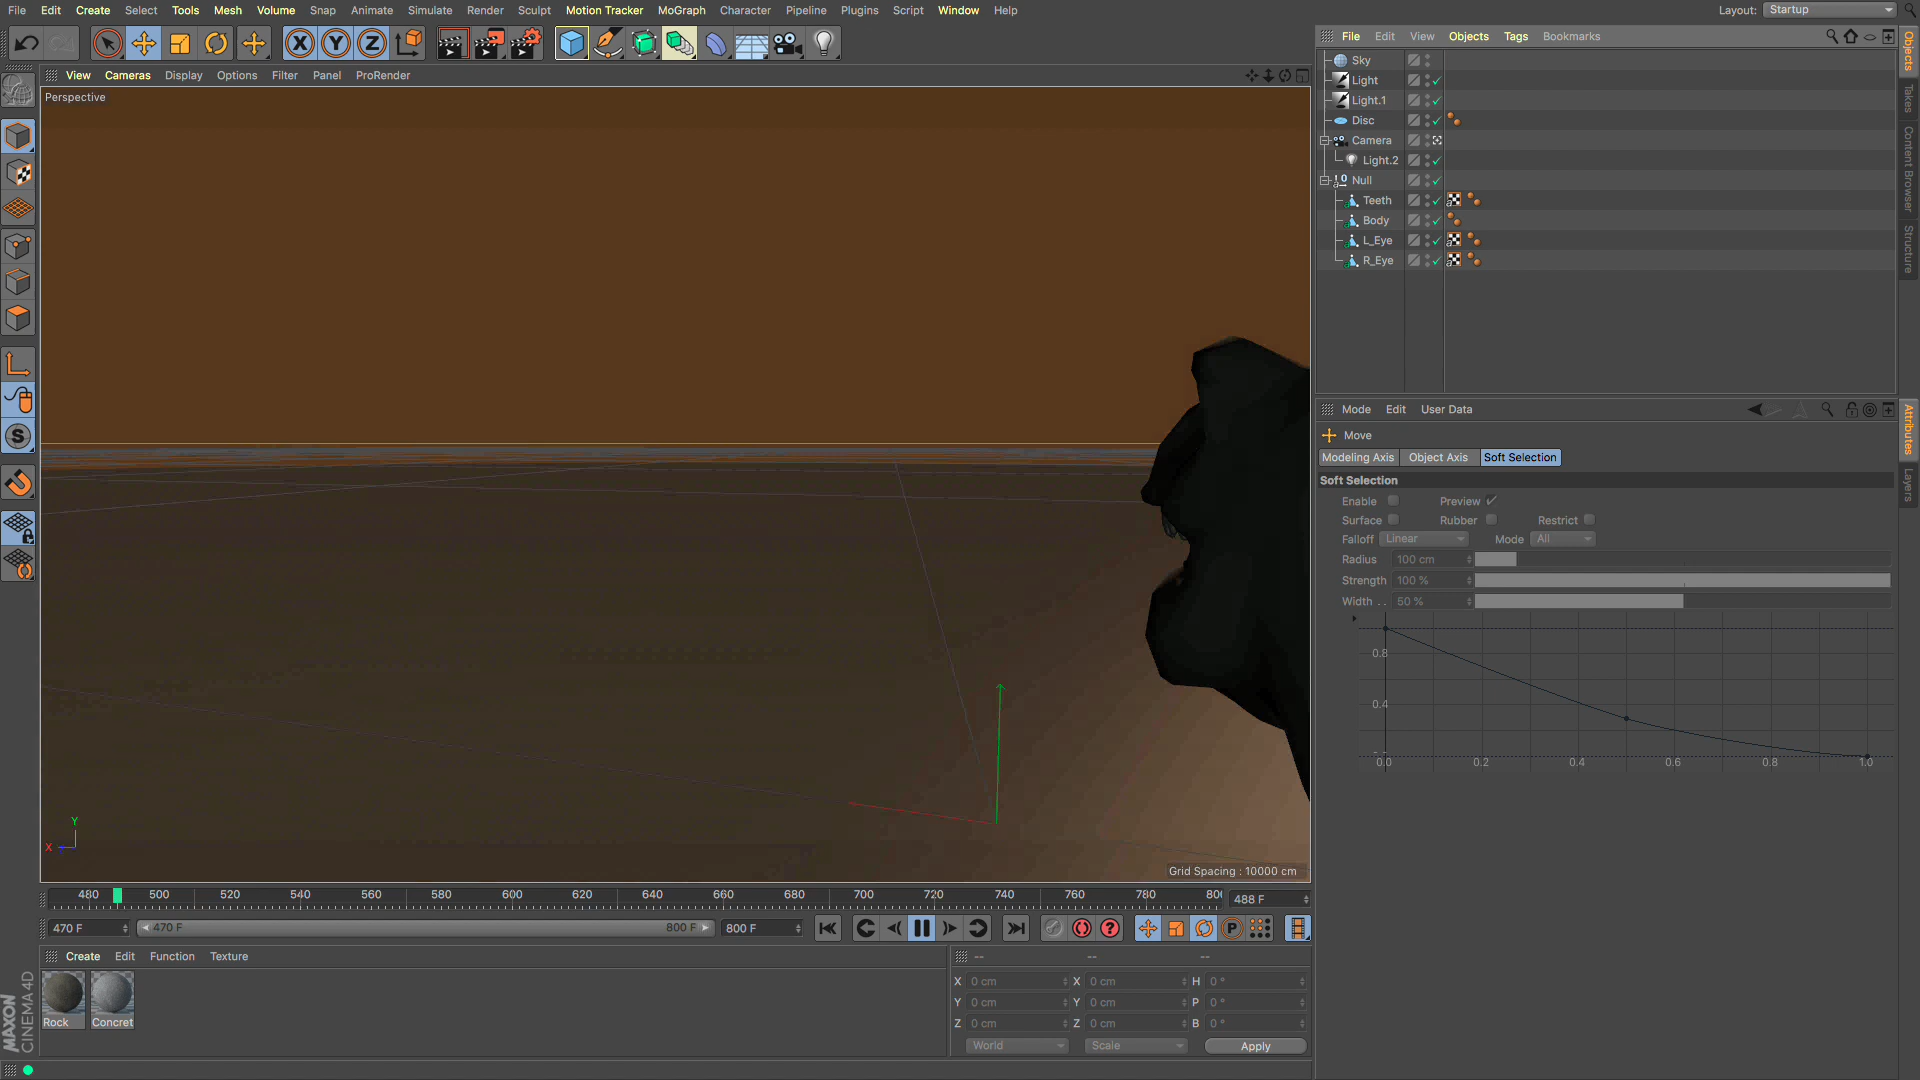 File Edit Create Select Tools Mesh Volume Snap Animate Simulate Render Sculpt Motion Tracker MoGraph Character Pipeline Plugins Script Window Help
Layout: Startup
View Cameras Display Options Filter Panel ProRender
Perspective
File Edit View Objects Tags Bookmarks
Sky
Light
Light.1
Disc
Camera
Light.2
Null
Teeth
Body
L_Eye
R_Eye
Objects
Takes
Content Browser
Structure
Mode Edit User Data
Move
Modeling Axis Object Axis Soft Selection
Soft Selection
Enable Preview
Surface Rubber Restrict
Falloff Linear Mode All
Radius 100 cm
Strength 100 %
Width . . 50 %
0.8
0.4
0.0 0.2 0.4 0.6 0.8 1.0
Attributes
Layers
Y
X
Grid Spacing : 10000 cm
480 500 520 540 560 580 600 620 640 660 680 700 720 740 760 780 80
488 F
470 F 470 F 800 F 800 F
Create Edit Function Texture
Rock Concret
-- -- --
X 0 cm X 0 cm H 0 °
Y 0 cm Y 0 cm P 0 °
Z 0 cm Z 0 cm B 0 °
World Scale Apply
MAXON
CINEMA 4D